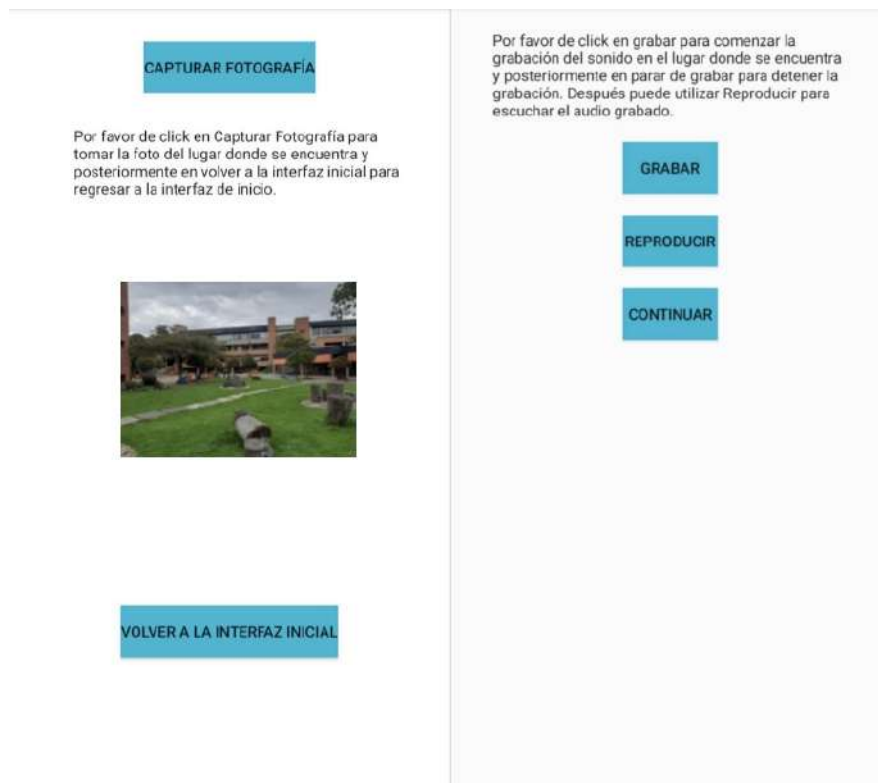 CAPTURAR FOTOGRAFÍA
Por favor de click en Capturar Fotografía para
tomar la foto del lugar donde se encuentra y
posteriormente en volver a la interfaz inicial para
regresar a la interfaz de inicio.
VOLVER A LA INTERFAZ INICIAL
Por favor de click en grabar para comenzar la
grabación del sonido en el lugar donde se encuentra
y posteriormente en parar de grabar para detener la
grabación. Después puede utilizar Reproducir para
escuchar el audio grabado.
GRABAR
REPRODUCIR
CONTINUAR